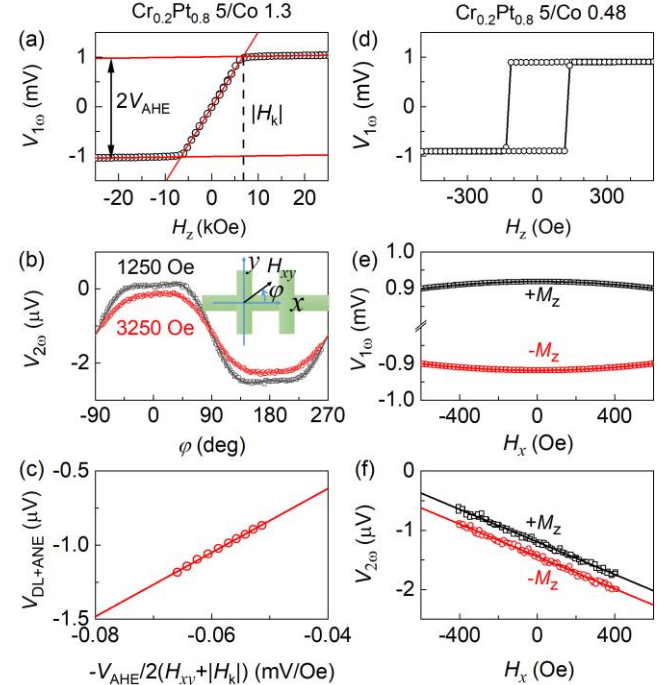 Cr0.2Pt0.8 5/Co 1.3
Cr0.2Pt0.8 5/Co 0.48
(a)
V1ω (mV)
1
0
-1
2VAHE
|Hk|
-20 -10 0 10 20
Hz (kOe)
(d)
V1ω (mV)
1
0
-1
-300 0 300
Hz (Oe)
(b)
V2ω (μV)
0
-2
1250 Oe
3250 Oe
y
Hxy
φ
x
-90 0 90 180 270
φ (deg)
(e)
V1ω (mV)
1.0
0.9
-0.9
-1.0
+Mz
-Mz
-400 0 400
Hx (Oe)
(c)
VDL+ANE (μV)
-0.5
-1.0
-1.5
-0.08 -0.06 -0.04
-VAHE/2(Hxy+|Hk|) (mV/Oe)
(f)
V2ω (μV)
0
-1
-2
+Mz
-Mz
-400 0 400
Hx (Oe)